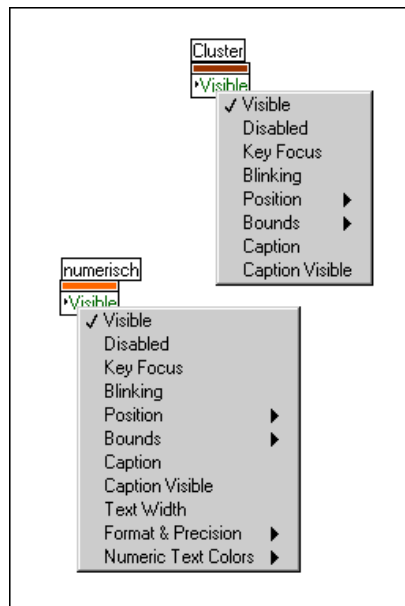 Cluster
Visible
✓ Visible
Disabled
Key Focus
Blinking
Position
Bounds
Caption
Caption Visible
numerisch
Visible
✓ Visible
Disabled
Key Focus
Blinking
Position
Bounds
Caption
Caption Visible
Text Width
Format & Precision
Numeric Text Colors